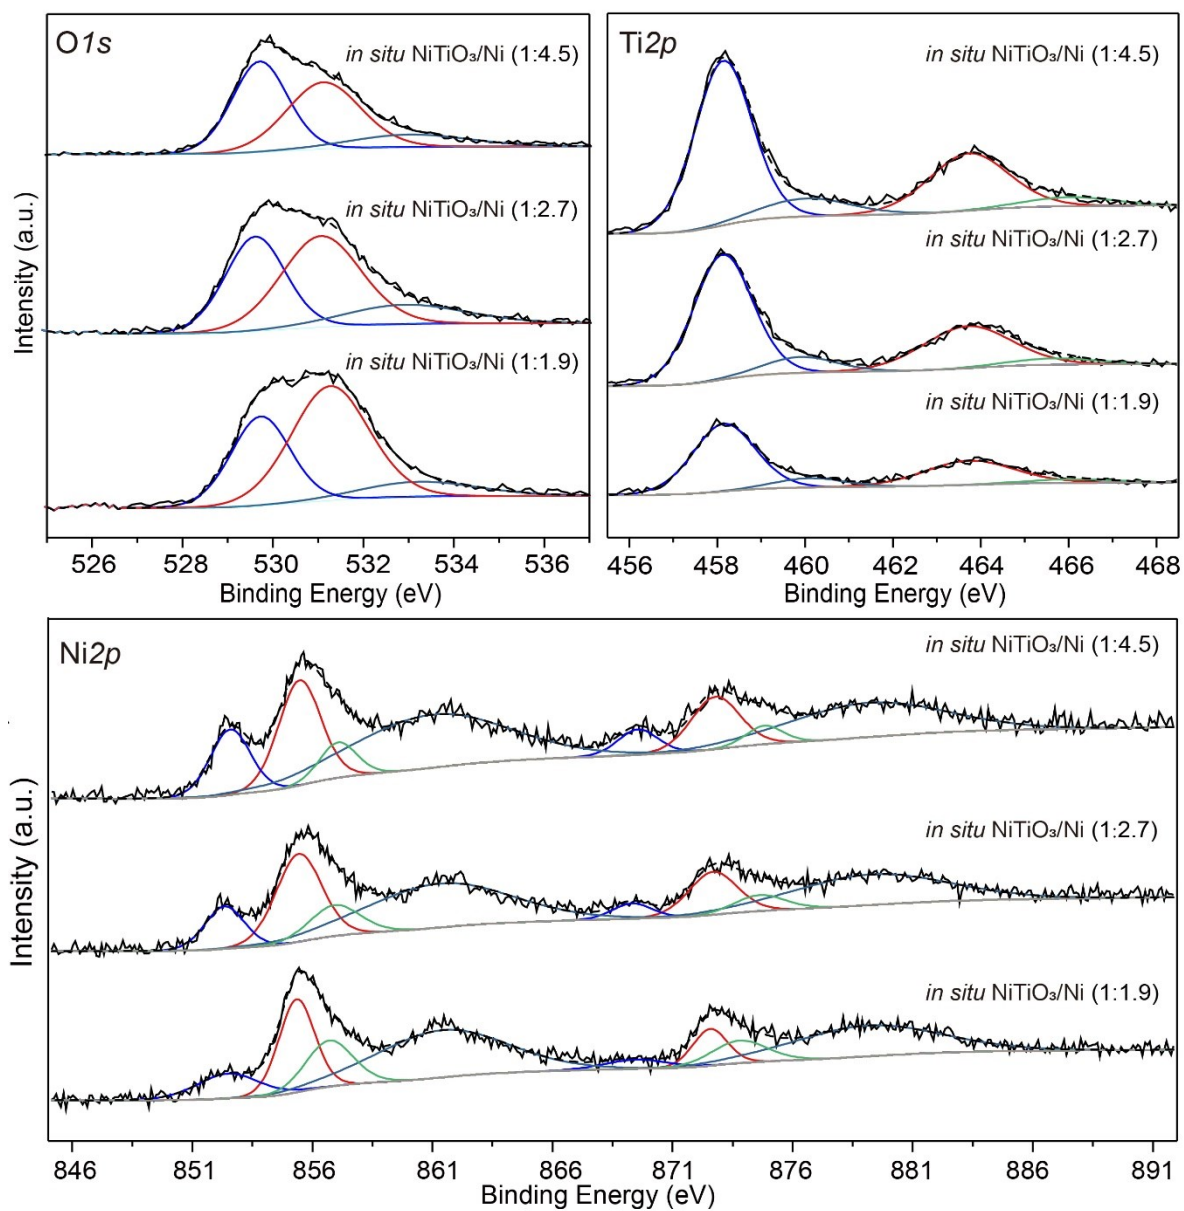 O1s
in situ NiTiO₃/Ni (1:4.5)
in situ NiTiO₃/Ni (1:2.7)
in situ NiTiO₃/Ni (1:1.9)
Intensity (a.u.)
526 528 530 532 534 536
Binding Energy (eV)
Ti2p
in situ NiTiO₃/Ni (1:4.5)
in situ NiTiO₃/Ni (1:2.7)
in situ NiTiO₃/Ni (1:1.9)
456 458 460 462 464 466 468
Binding Energy (eV)
Ni2p
in situ NiTiO₃/Ni (1:4.5)
in situ NiTiO₃/Ni (1:2.7)
in situ NiTiO₃/Ni (1:1.9)
Intensity (a.u.)
846 851 856 861 866 871 876 881 886 891
Binding Energy (eV)